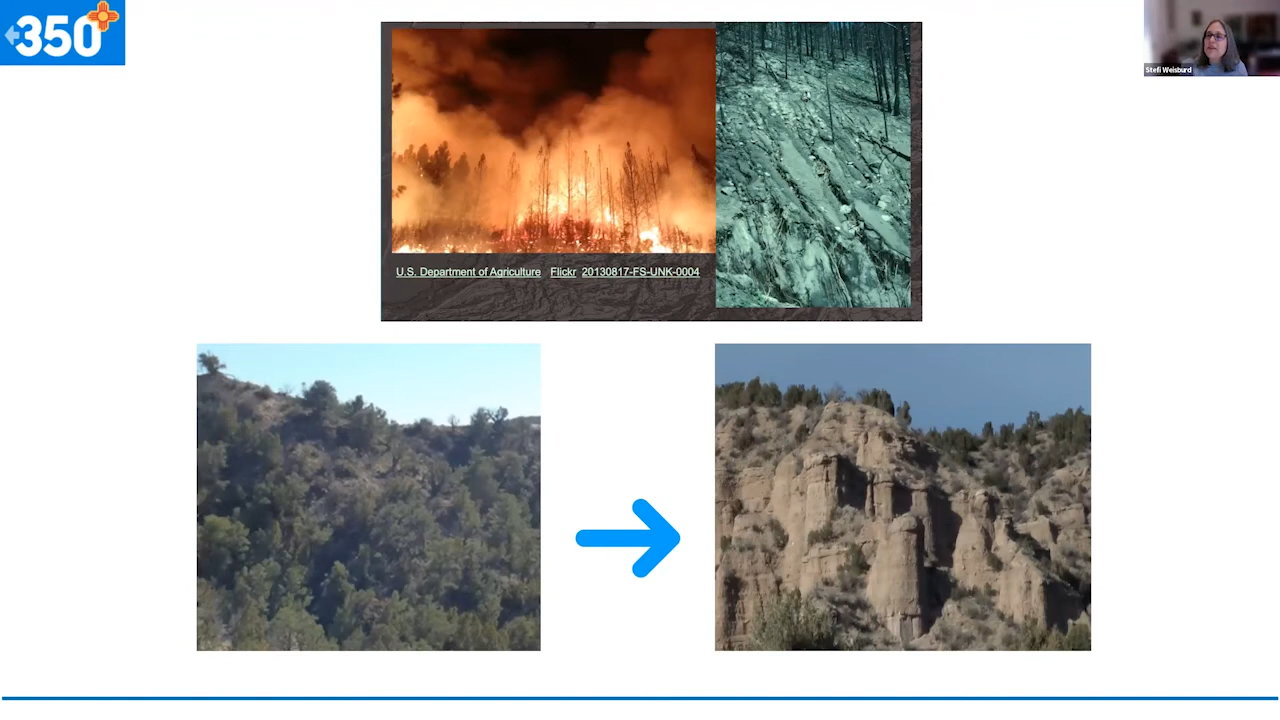 350
Stefi Weisburd
U.S. Department of Agriculture Flickr 20130817-FS-UNK-0004